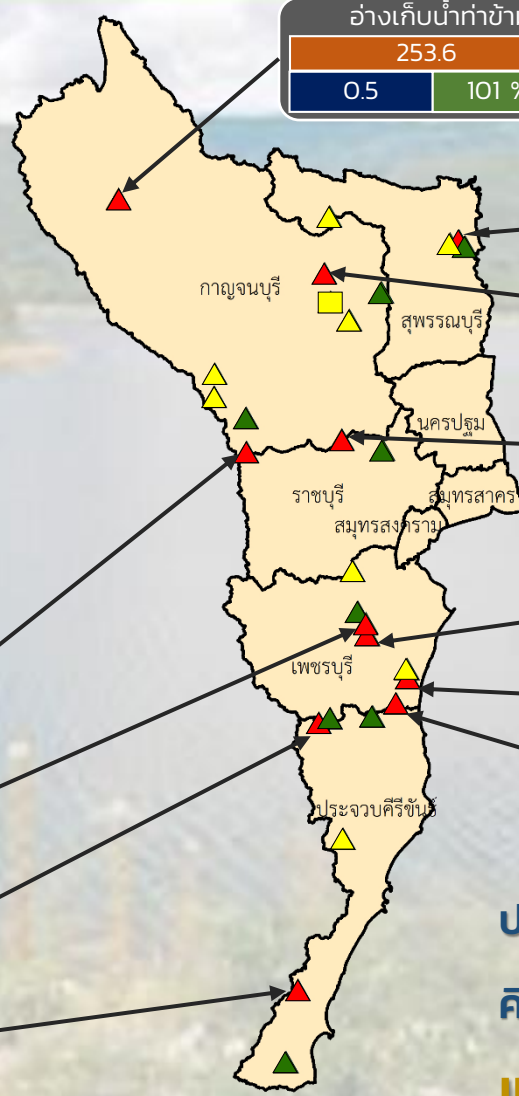 อ่างเก็บน้ำท่าข้าม
253.6
0.5 101 %
กาญจนบุรี
สุพรรณบุรี
นครปฐม
ราชบุรี
สมุทรสาคร
สมุทรสงคราม
เพชรบุรี
ประจวบคีรีขันธ์
ป
คิ